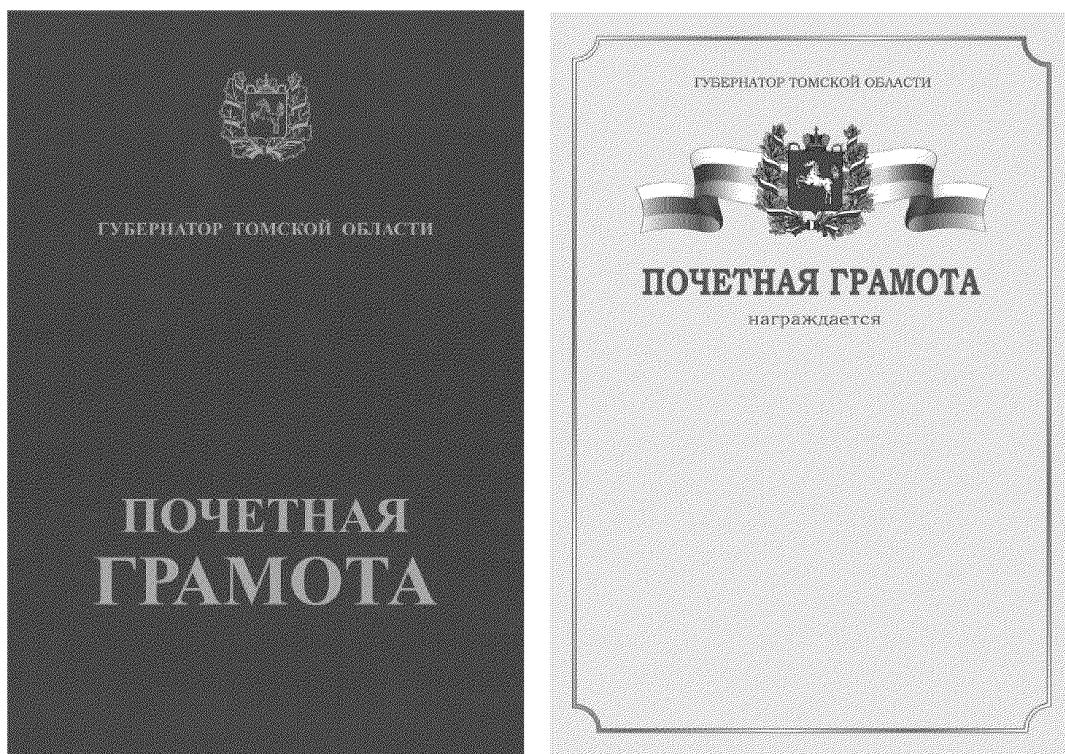 ГУБЕРНАТОР ТОМСКОЙ ОБЛАСТИ
ПОЧЕТНАЯ
ГРАМОТА
ГУБЕРНАТОР ТОМСКОЙ ОБЛАСТИ
ПОЧЕТНАЯ ГРАМОТА
награждается